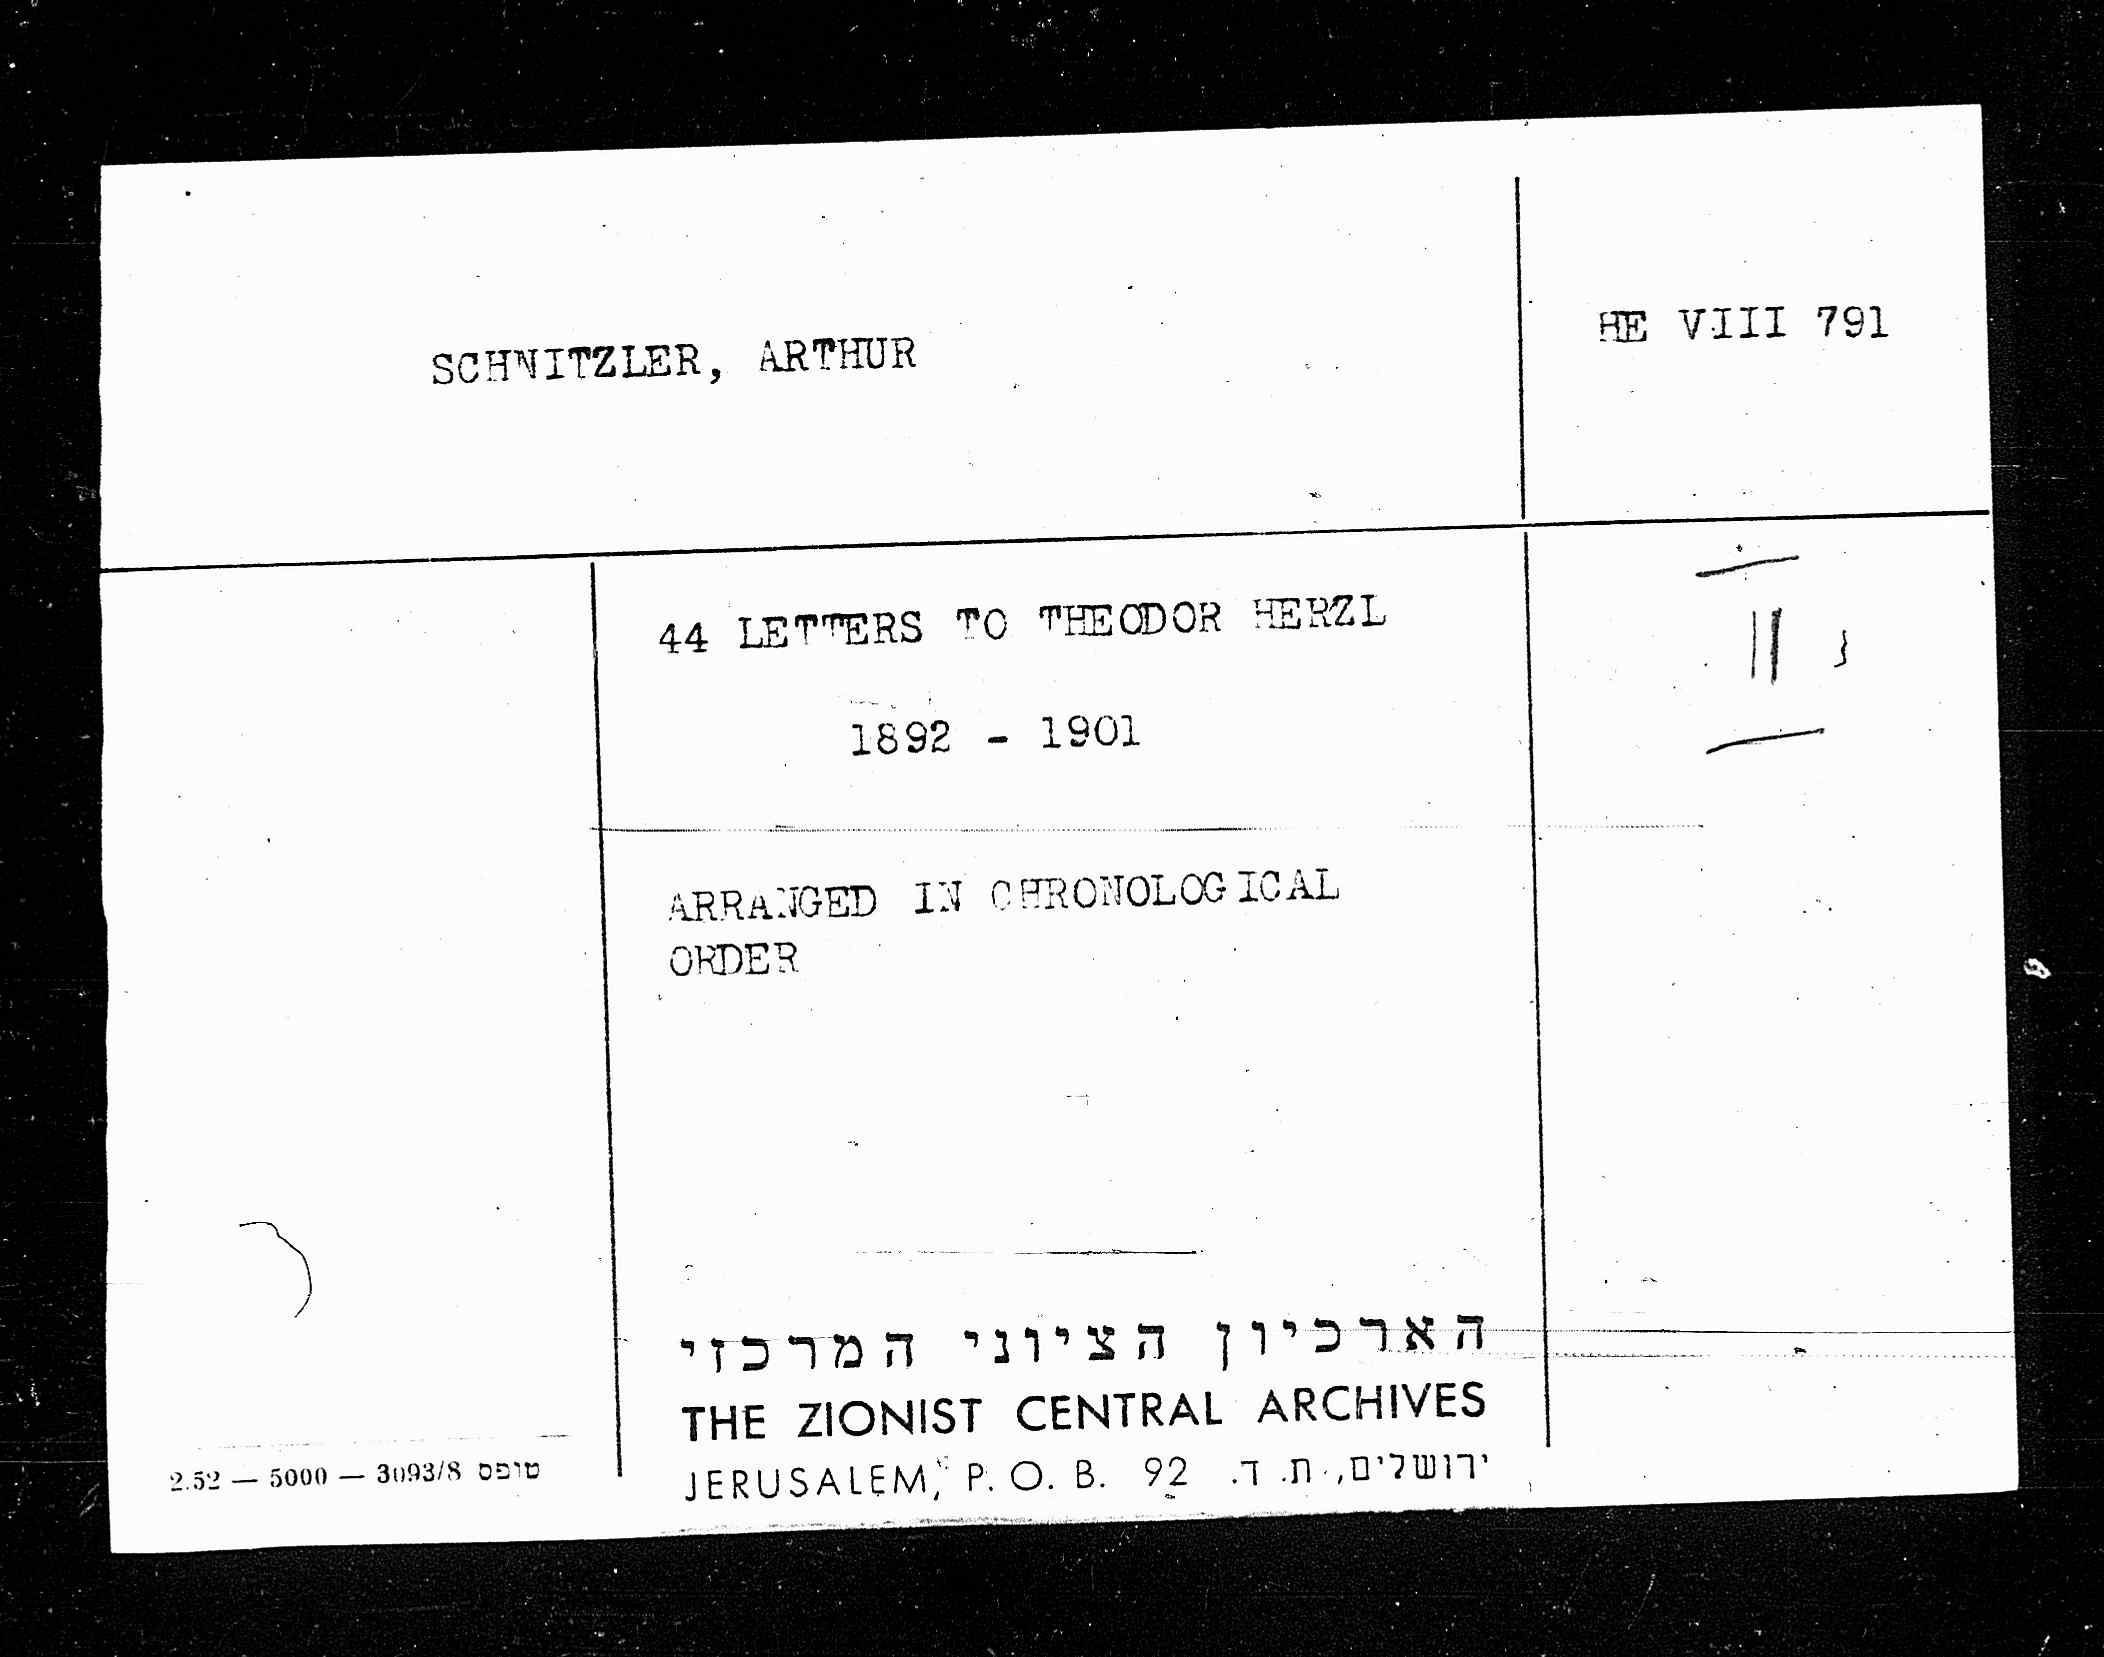 SCHNITZLER, ARTHUR
HE VIII 791
44 LETTERS TO THEODOR HERZL
1892 - 1901
ARRANGED IN CHRONOLOGICAL
ORDER
הארכיון הציוני המרכזי
THE ZIONIST CENTRAL ARCHIVES
JERUSALEM, P. O. B. 92 ירושלים, ת. ד.
טופס 3093/8 — 5000 — 2.52